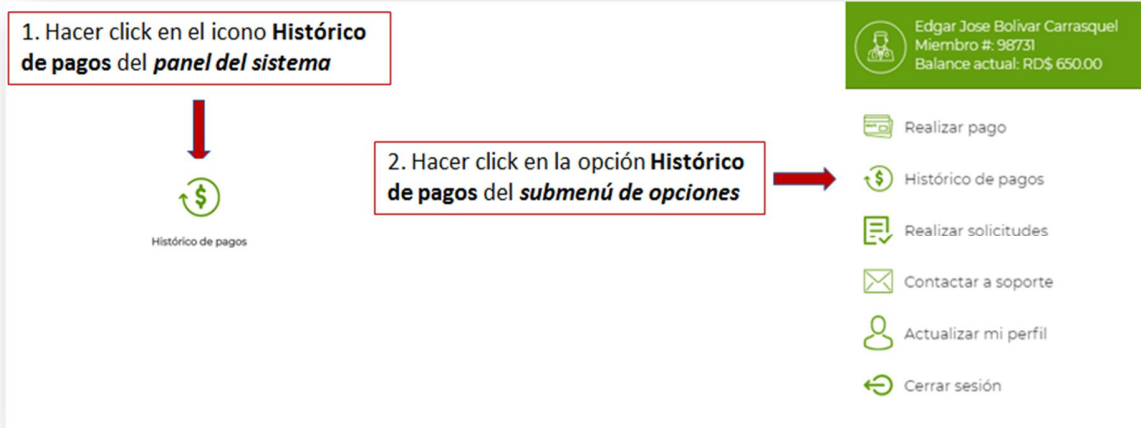 1. Hacer click en el icono Histórico
de pagos del panel del sistema
Histórico de pagos
2. Hacer click en la opción Histórico
de pagos del submenú de opciones
Edgar Jose Bolivar Carrasquel
Miembro #: 98731
Balance actual: RD$ 650.00
Realizar pago
Histórico de pagos
Realizar solicitudes
Contactar a soporte
Actualizar mi perfil
Cerrar sesión